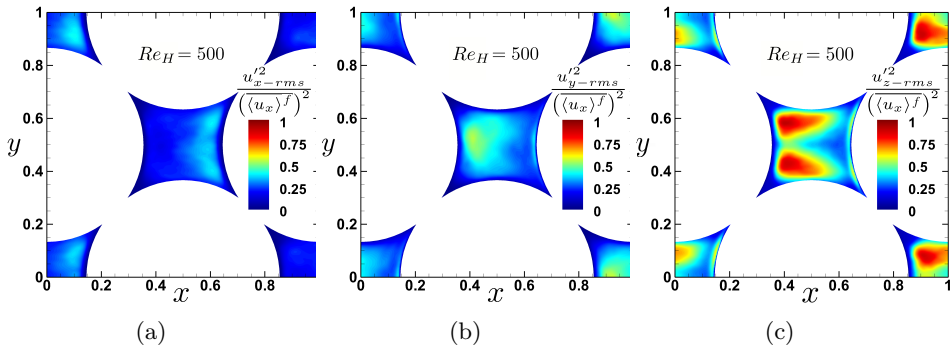 1
0.8
0.6
y
0.4
0.2
0
0 0.2 0.4 0.6 0.8
x
Re_H = 500
u'^2_{x-rms}
(⟨u_x⟩^f)^2
1
0.75
0.5
0.25
0
(a)
1
0.8
0.6
y
0.4
0.2
0
0 0.2 0.4 0.6 0.8
x
Re_H = 500
u'^2_{y-rms}
(⟨u_x⟩^f)^2
1
0.75
0.5
0.25
0
(b)
1
0.8
0.6
y
0.4
0.2
0
0 0.2 0.4 0.6 0.8 1
x
Re_H = 500
u'^2_{z-rms}
(⟨u_x⟩^f)^2
1
0.75
0.5
0.25
0
(c)